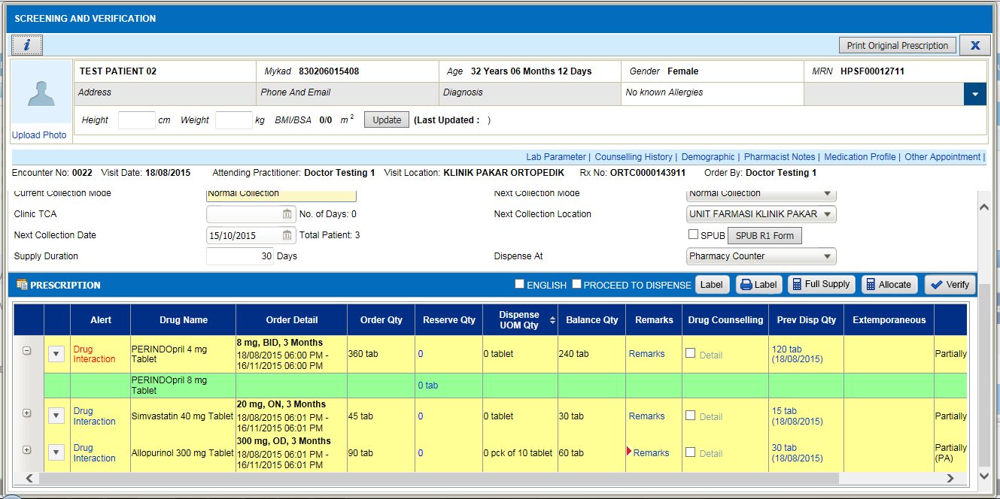 SCREENING AND VERIFICATION
i Print Original Prescription X
TEST PATIENT 02 Mykad 830206015408 Age 32 Years 06 Months 12 Days Gender Female MRN HPSF00012711
Address Phone And Email Diagnosis No known Allergies
Height cm Weight kg BMI/BSA 0/0 m 2 Update (Last Updated : )
Upload Photo
Lab Parameter | Counselling History | Demographic | Pharmacist Notes | Medication Profile | Other Appointment |
Encounter No: 0022 Visit Date: 18/08/2015 Attending Practitioner: Doctor Testing 1 Visit Location: KLINIK PAKAR ORTOPEDIK Rx No: ORTC0000143911 Order By: Doctor Testing 1
Current Collection Mode Normal Collection Next Collection Mode Normal Collection
Clinic TCA No. of Days: 0 Next Collection Location UNIT FARMASI KLINIK PAKAR
Next Collection Date 15/10/2015 Total Patient: 3 SPUB SPUB R1 Form
Supply Duration 30 Days Dispense At Pharmacy Counter
PRESCRIPTION ENGLISH PROCEED TO DISPENSE Label Label Full Supply Allocate Verify
Alert Drug Name Order Detail Order Qty Reserve Qty Dispense UOM Qty Balance Qty Remarks Drug Counselling Prev Disp Qty Extemporaneous
Drug Interaction PERINDOpril 4 mg Tablet 8 mg, BID, 3 Months 18/08/2015 06:00 PM - 16/11/2015 06:00 PM 360 tab 0 0 tablet 240 tab Remarks Detail 120 tab (18/08/2015) Partially
PERINDOpril 8 mg Tablet 0 tab
Drug Interaction Simvastatin 40 mg Tablet 20 mg, ON, 3 Months 18/08/2015 06:01 PM - 16/11/2015 06:01 PM 45 tab 0 0 tablet 30 tab Remarks Detail 15 tab (18/08/2015) Partially
Drug Interaction Allopurinol 300 mg Tablet 300 mg, OD, 3 Months 18/08/2015 06:01 PM - 16/11/2015 06:01 PM 90 tab 0 0 pck of 10 tablet 60 tab Remarks Detail 30 tab (18/08/2015) Partially (PA)